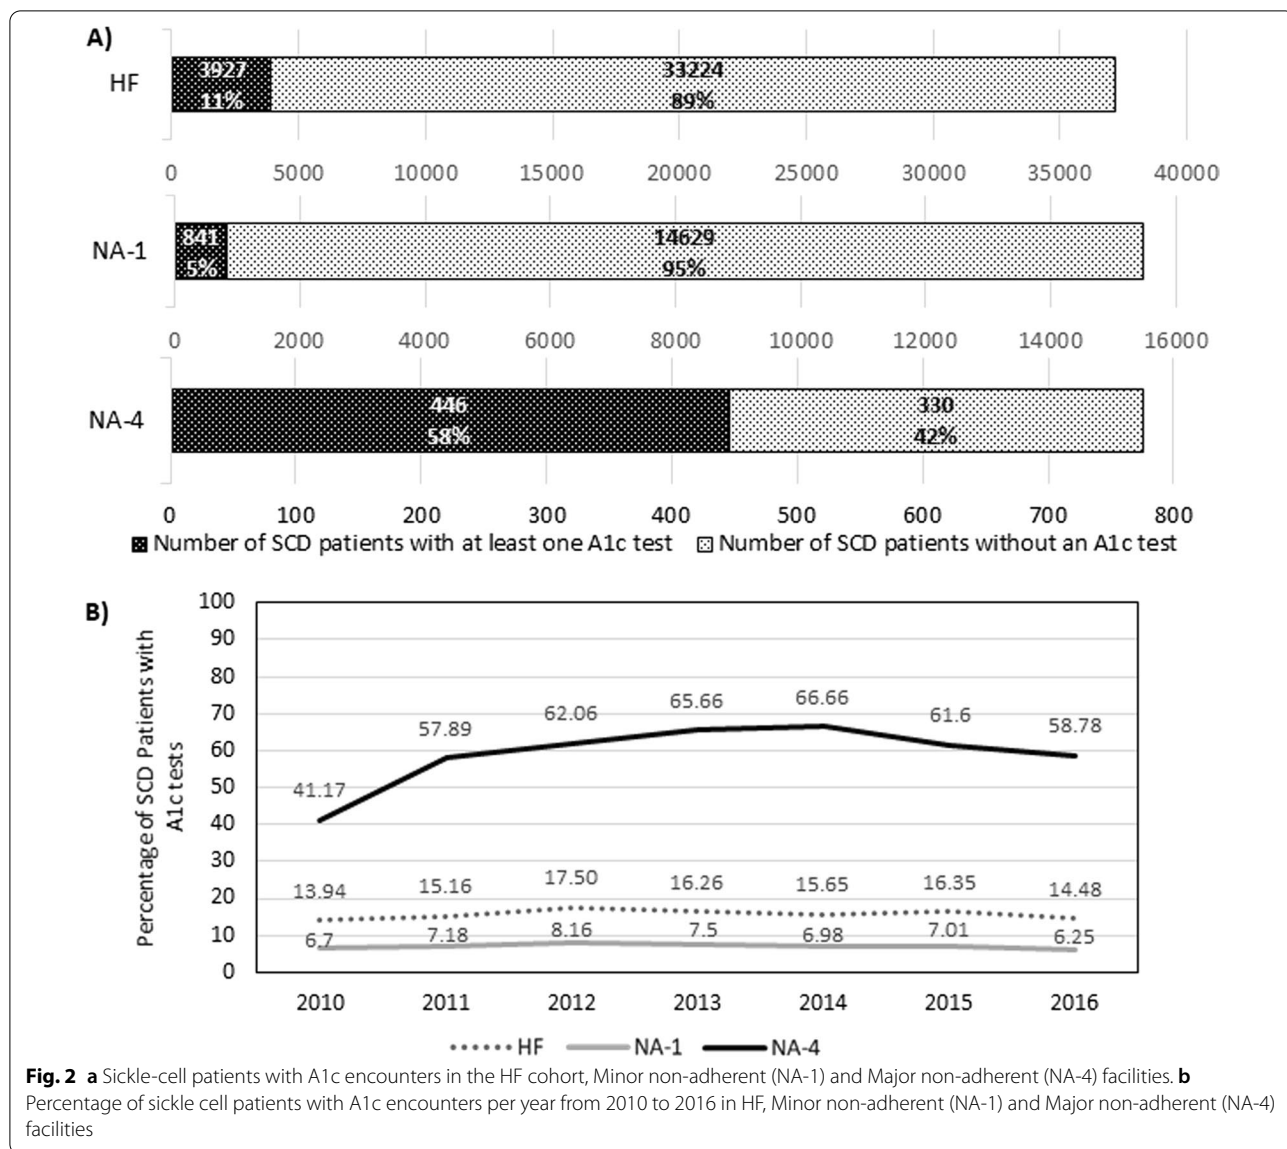 A)
HF
3927
11%
33224
89%
0 5000 10000 15000 20000 25000 30000 35000 40000
NA-1
841
5%
14629
95%
0 2000 4000 6000 8000 10000 12000 14000 16000
NA-4
446
58%
330
42%
0 100 200 300 400 500 600 700 800
Number of SCD patients with at least one A1c test Number of SCD patients without an A1c test
B)
Percentage of SCD Patients with
A1c tests
100
90
80
70
60
50
40
30
20
10
0
41.17 57.89 62.06 65.66 66.66 61.6 58.78
13.94 15.16 17.50 16.26 15.65 16.35 14.48
6.7 7.18 8.16 7.5 6.98 7.01 6.25
2010 2011 2012 2013 2014 2015 2016
HF NA-1 NA-4
Fig. 2 a Sickle-cell patients with A1c encounters in the HF cohort, Minor non-adherent (NA-1) and Major non-adherent (NA-4) facilities. b
Percentage of sickle cell patients with A1c encounters per year from 2010 to 2016 in HF, Minor non-adherent (NA-1) and Major non-adherent (NA-4)
facilities